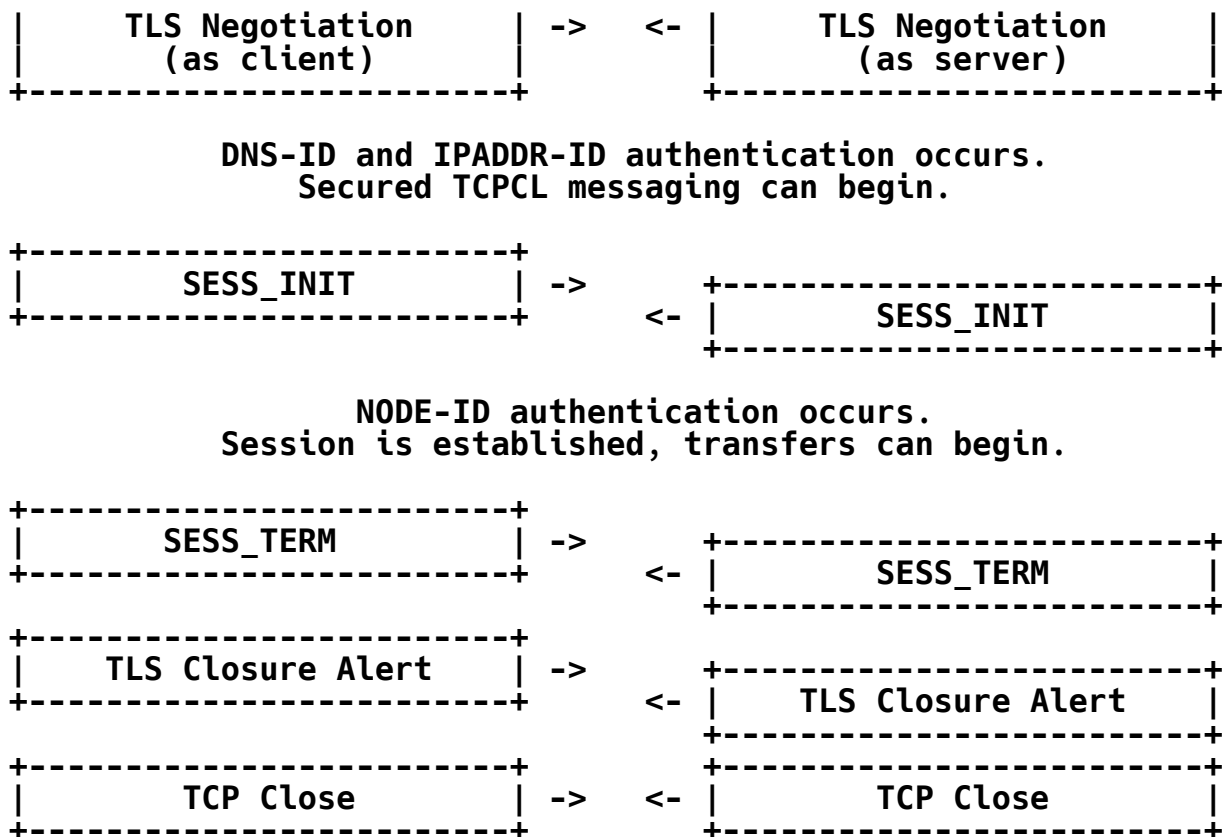 |     TLS Negotiation     | ->   <- |     TLS Negotiation     |
|       (as client)       |         |       (as server)       |
+-------------------------+         +-------------------------+
DNS-ID and IPADDR-ID authentication occurs.
Secured TCPCL messaging can begin.
+-------------------------+
|        SESS_INIT        | ->      +-------------------------+
+-------------------------+      <- |        SESS_INIT        |
                                    +-------------------------+
NODE-ID authentication occurs.
Session is established, transfers can begin.
+-------------------------+
|       SESS_TERM         | ->      +-------------------------+
+-------------------------+      <- |        SESS_TERM        |
                                    +-------------------------+
+-------------------------+
|    TLS Closure Alert    | ->      +-------------------------+
+-------------------------+      <- |    TLS Closure Alert    |
                                    +-------------------------+
+-------------------------+         +-------------------------+
|        TCP Close        | ->   <- |        TCP Close        |
+-------------------------+         +-------------------------+